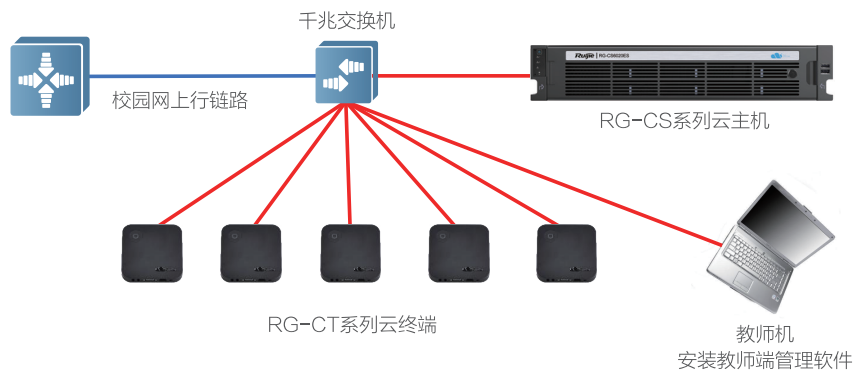 千兆交换机
校园网上行链路
Ruijie RG-CS6020ES
RG-CS系列云主机
RG-CT系列云终端
教师机
安装教师端管理软件